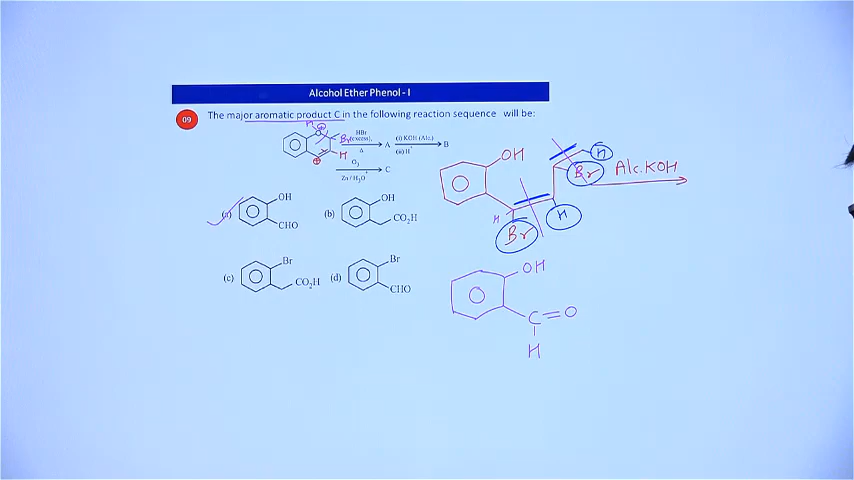 Alcohol Ether Phenol - I
09 The major aromatic product C in the following reaction sequence will be:
H ⊕
O Br HBr (excess), Δ A (i) KOH (Alc.) (ii) H⁺ B
H
⊕
O₃ Zn / H₃O⁺ C
(a) OH CHO (b) OH CO₂H
(c) Br CO₂H (d) Br CHO
OH H
Br Alc.KOH
H H
Br
OH
C=O
H